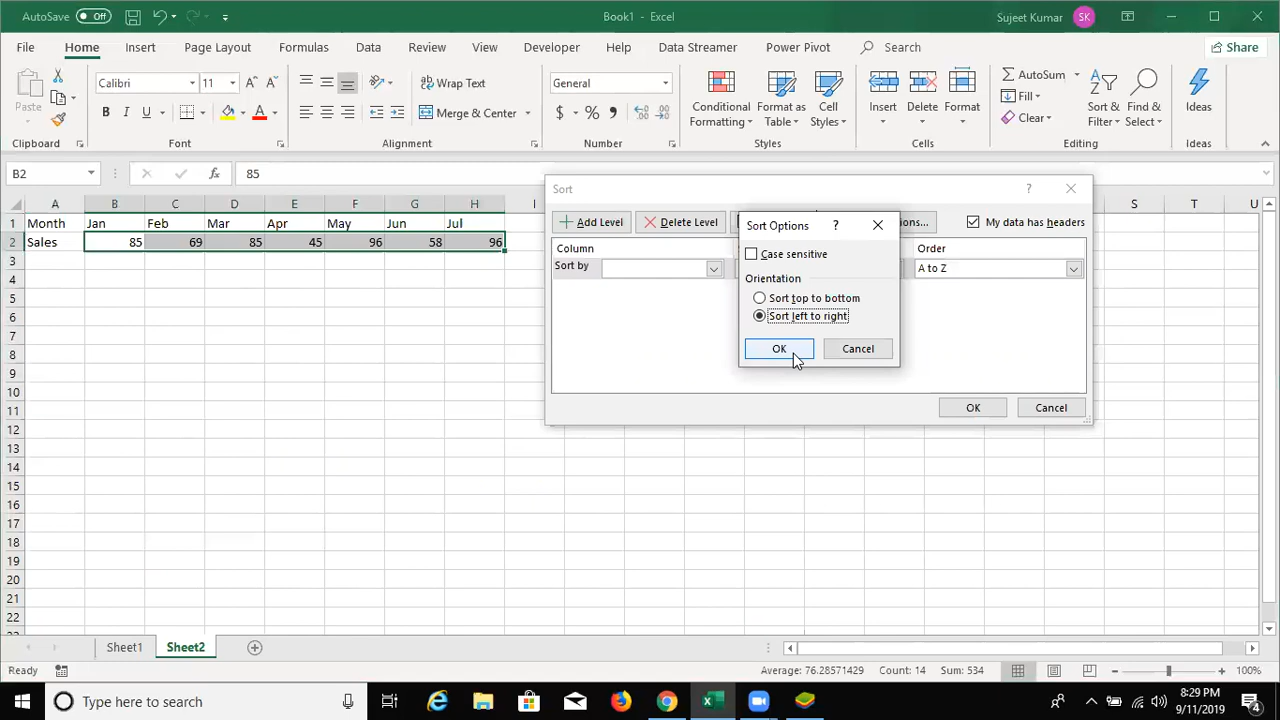 AutoSave Off Book1 - Excel Sujeet Kumar SK
File Home Insert Page Layout Formulas Data Review View Developer Help Data Streamer Power Pivot Search Share
Paste Calibri 11 Wrap Text General Conditional Formatting Format as Table Cell Styles Insert Delete Format AutoSum Sort & Filter Find & Select Ideas
B I U Merge & Center $ % Fill
Clear
Clipboard Font Alignment Number Styles Cells Editing Ideas
B2 fx 85
Sort ?
A B C D E F G H I S T U
1 Month Jan Feb Mar Apr May Jun Jul
2 Sales 85 69 85 45 96 58 96
3
4
5
6
7
8
9
10
11
12
13
14
15
16
17
18
19
20
21
22
Add Level Delete Level My data has headers
Column Order
Sort by A to Z
OK Cancel
Sort Options ?
Case sensitive
Orientation
Sort top to bottom
Sort left to right
OK Cancel
Sheet1 Sheet2
Ready Average: 76.28571429 Count: 14 Sum: 534 100%
Type here to search 8:29 PM
9/11/2019 4